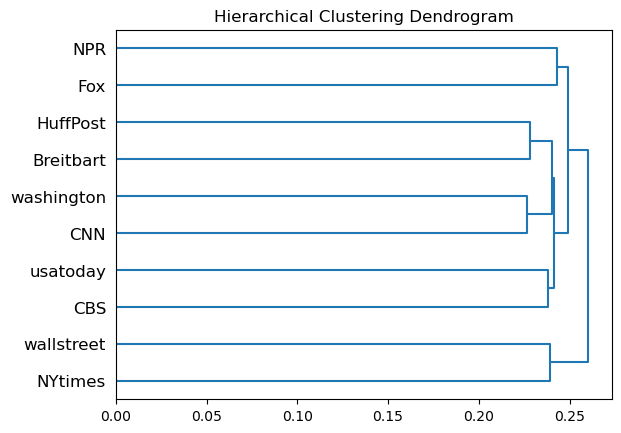 Hierarchical Clustering Dendrogram
NPR
Fox
HuffPost
Breitbart
washington
CNN
usatoday
CBS
wallstreet
NYtimes
0.00 0.05 0.10 0.15 0.20 0.25